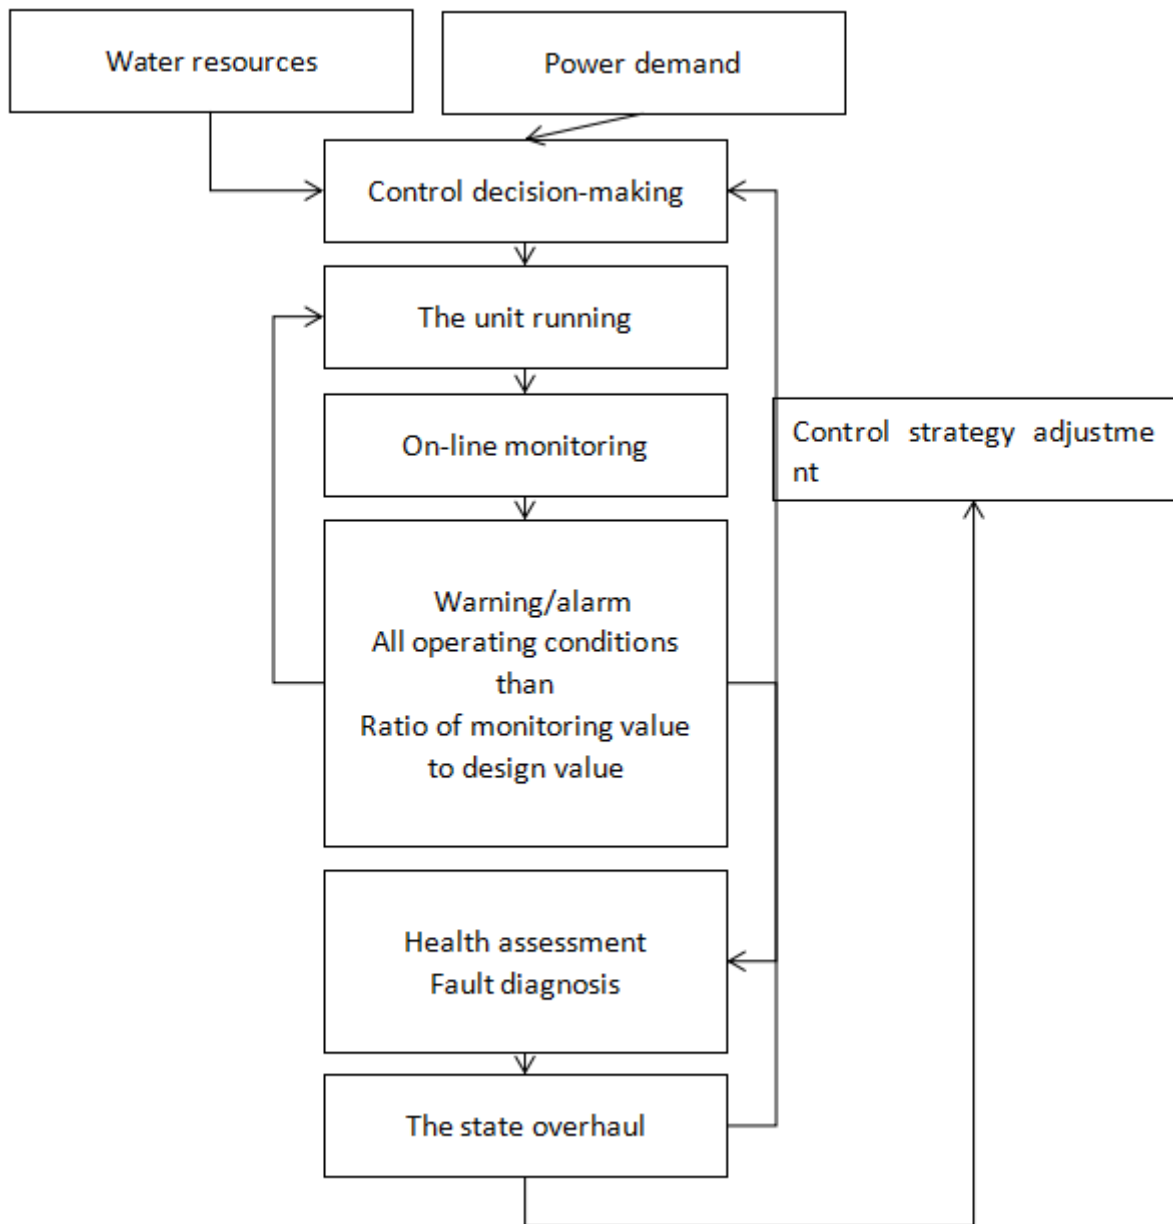 Water resources
Power demand
Control decision-making
The unit running
On-line monitoring
Control strategy adjustme
nt
Warning/alarm
All operating conditions
than
Ratio of monitoring value
to design value
Health assessment
Fault diagnosis
The state overhaul